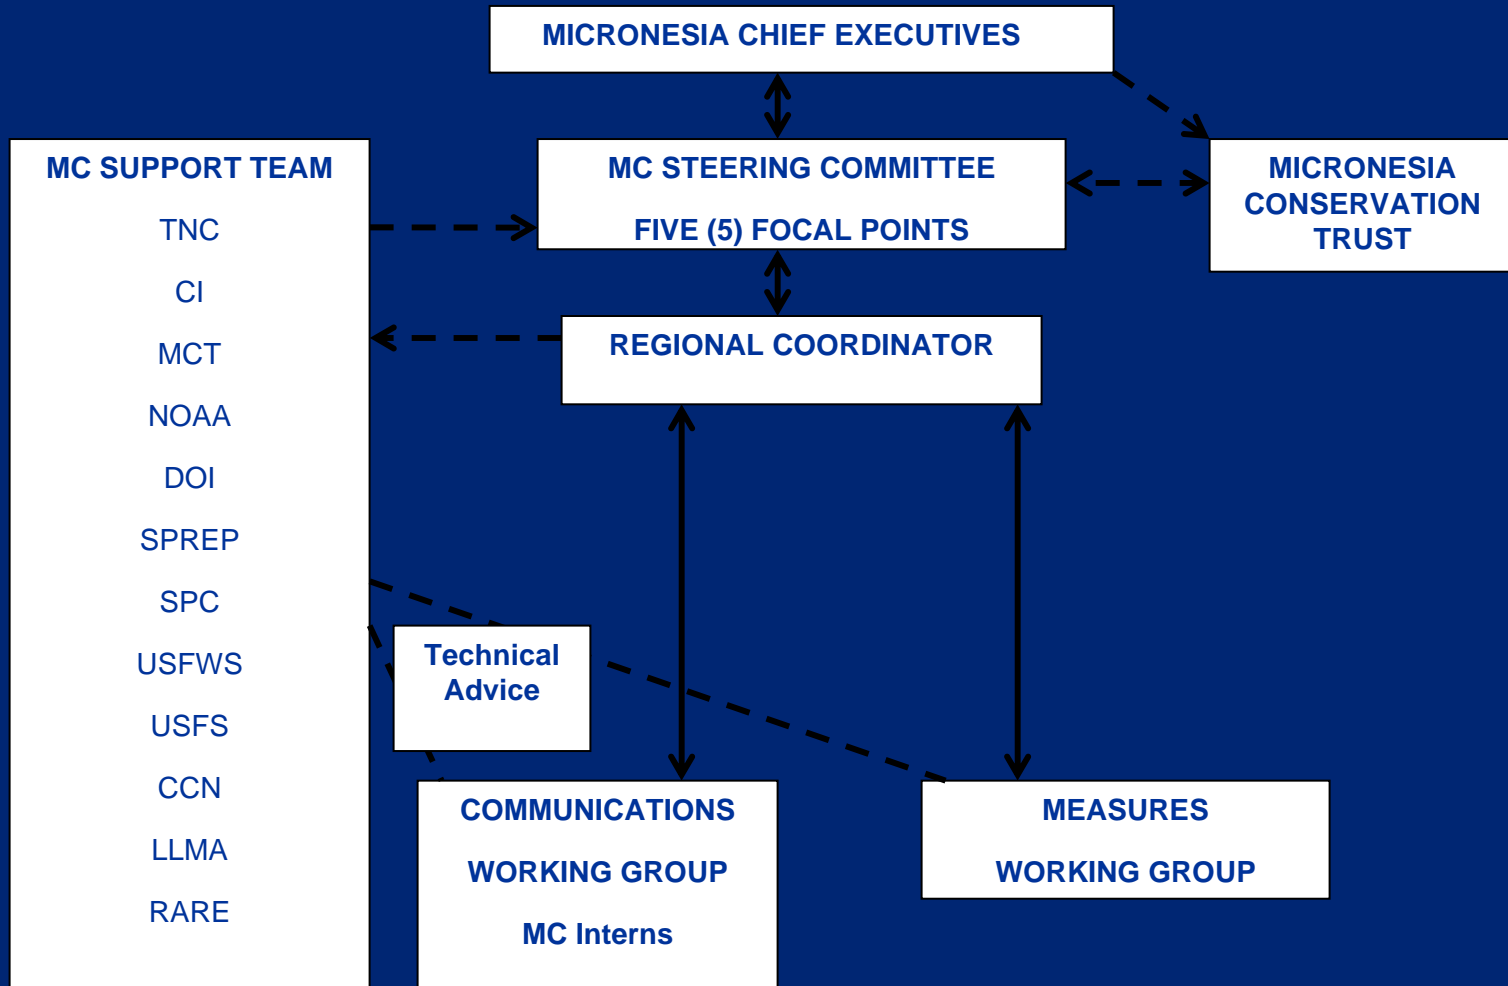 MICRONESIA CHIEF EXECUTIVES
MC SUPPORT TEAM
TNC
CI
MCT
NOAA
DOI
SPREP
SPC
USFWS
USFS
CCN
LLMA
RARE
MC STEERING COMMITTEE
FIVE (5) FOCAL POINTS
MICRONESIA
CONSERVATION
TRUST
REGIONAL COORDINATOR
Technical
Advice
COMMUNICATIONS
WORKING GROUP
MC Interns
MEASURES
WORKING GROUP